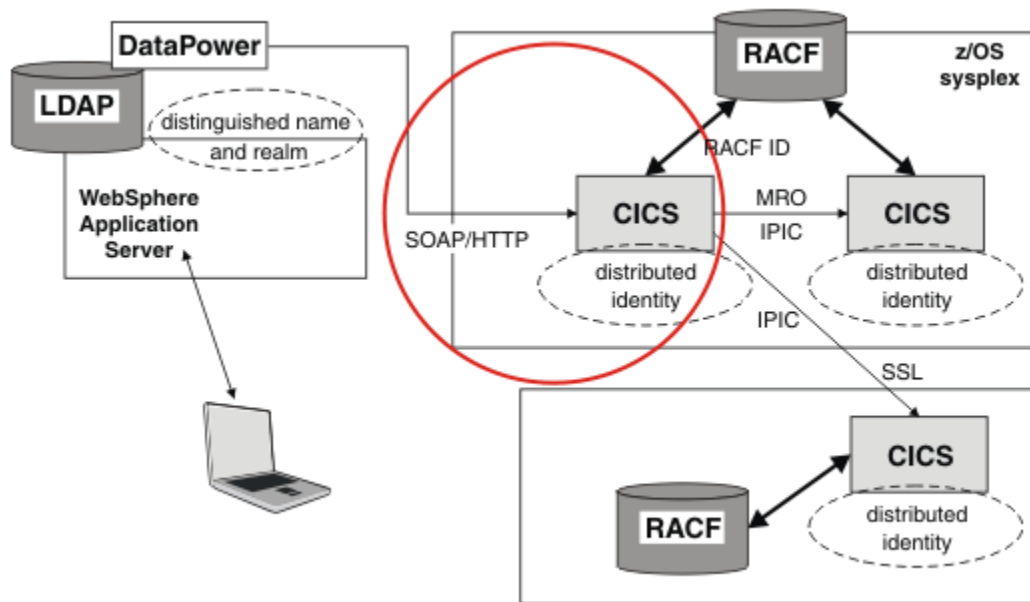 DataPower
LDAP
distinguished name
and realm
WebSphere
Application
Server
SOAP/HTTP
RACF
z/OS
sysplex
RACF ID
CICS
MRO
IPIC
CICS
distributed
identity
distributed
identity
IPIC
SSL
CICS
RACF
distributed
identity